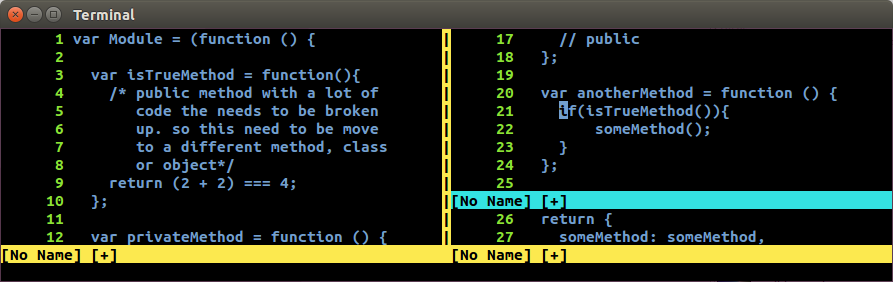 Terminal
1 var Module = (function () {
2
3   var isTrueMethod = function(){
4     /* public method with a lot of
5        code the needs to be broken
6        up. so this need to be move
7        to a different method, class
8        or object*/
9     return (2 + 2) === 4;
10   };
11
12   var privateMethod = function () {
[No Name] [+]
17     // public
18   };
19
20   var anotherMethod = function () {
21     if(isTrueMethod()){
22         someMethod();
23     }
24   };
25
[No Name] [+]
26   return {
27     someMethod: someMethod,
[No Name] [+]